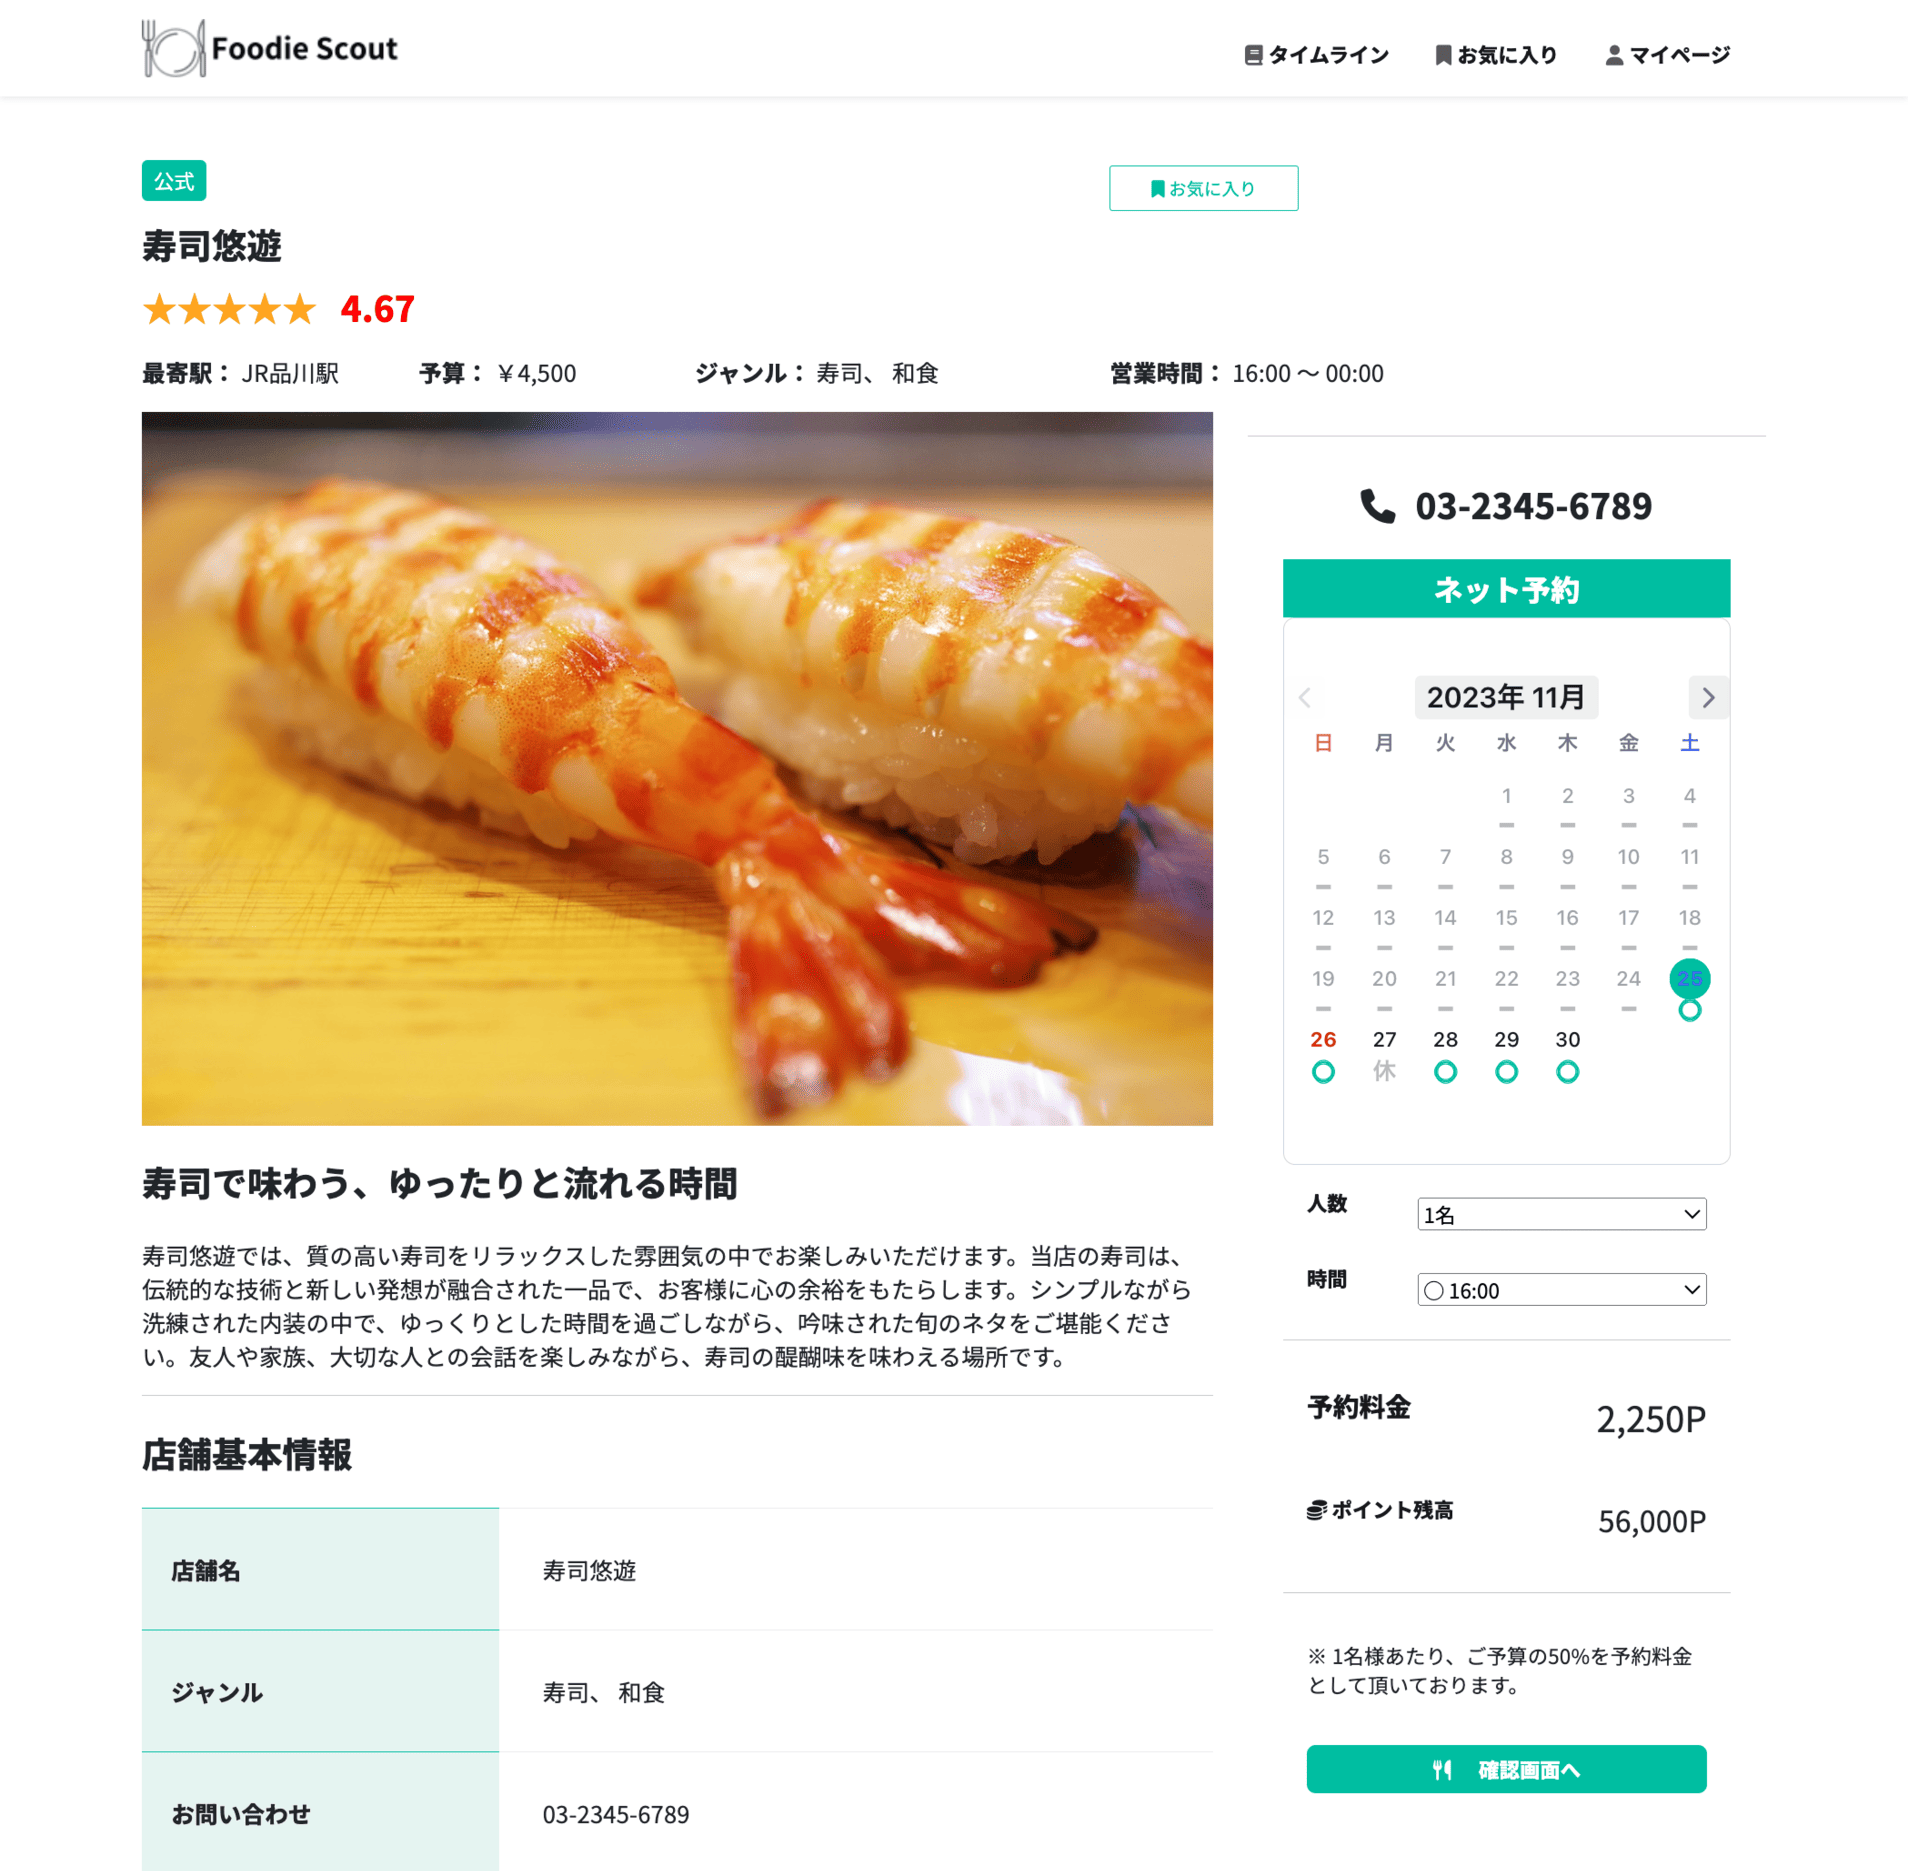 Foodie Scout
タイムライン お気に入り マイページ
公式
お気に入り
寿司悠遊
★★★★★ 4.67
最寄駅： JR品川駅 予算： ￥4,500 ジャンル： 寿司、 和食 営業時間： 16:00 〜 00:00
03-2345-6789
ネット予約
2023年 11月
日 月 火 水 木 金 土
1 2 3 4
5 6 7 8 9 10 11
12 13 14 15 16 17 18
19 20 21 22 23 24 25
26 27 28 29 30
休
人数 1名
時間 〇 16:00
予約料金 2,250P
ポイント残高 56,000P
※ 1名様あたり、ご予算の50%を予約料金
として頂いております。
確認画面へ
寿司で味わう、ゆったりと流れる時間
寿司悠遊では、質の高い寿司をリラックスした雰囲気の中でお楽しみいただけます。当店の寿司は、
伝統的な技術と新しい発想が融合された一品で、お客様に心の余裕をもたらします。シンプルながら
洗練された内装の中で、ゆっくりとした時間を過ごしながら、吟味された旬のネタをご堪能くださ
い。友人や家族、大切な人との会話を楽しみながら、寿司の醍醐味を味わえる場所です。
店舗基本情報
店舗名 寿司悠遊
ジャンル 寿司、 和食
お問い合わせ 03-2345-6789